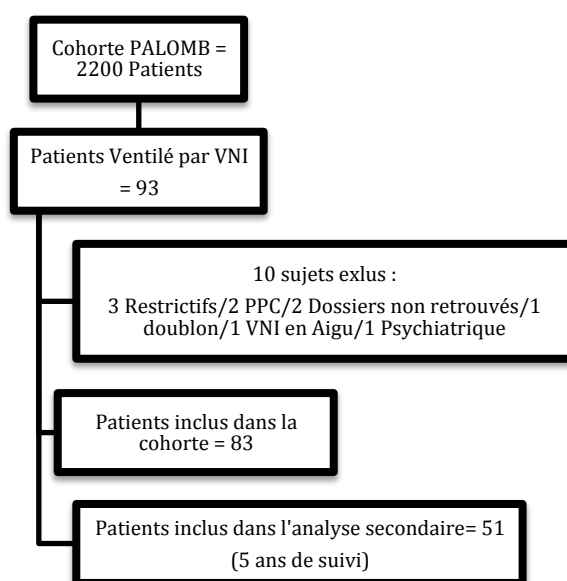 Cohorte PALOMB =
2200 Patients
Patients Ventilé par VNI
= 93
10 sujets exlus :
3 Restrictifs/2 PPC/2 Dossiers non retrouvés/1
doublon/1 VNI en Aigu/1 Psychiatrique
Patients inclus dans la
cohorte = 83
Patients inclus dans l'analyse secondaire= 51
(5 ans de suivi)